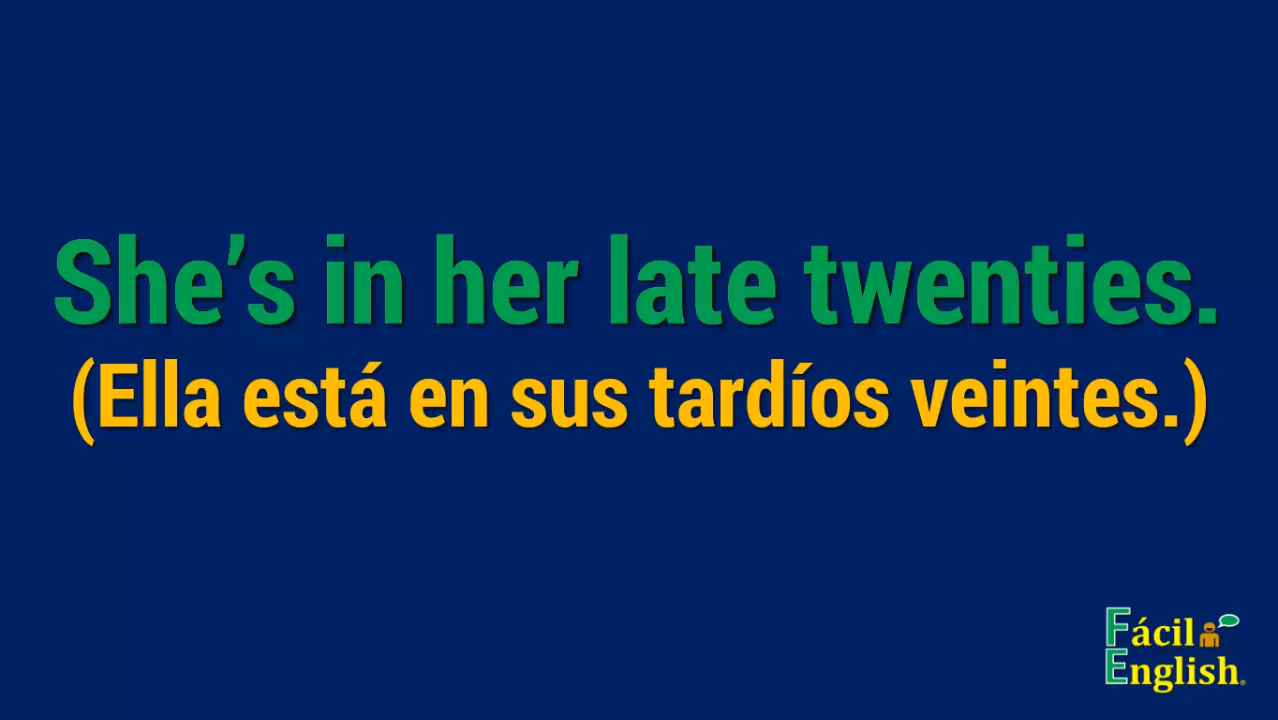 She’s in her late twenties.
(Ella está en sus tardíos veintes.)
Fácil
English